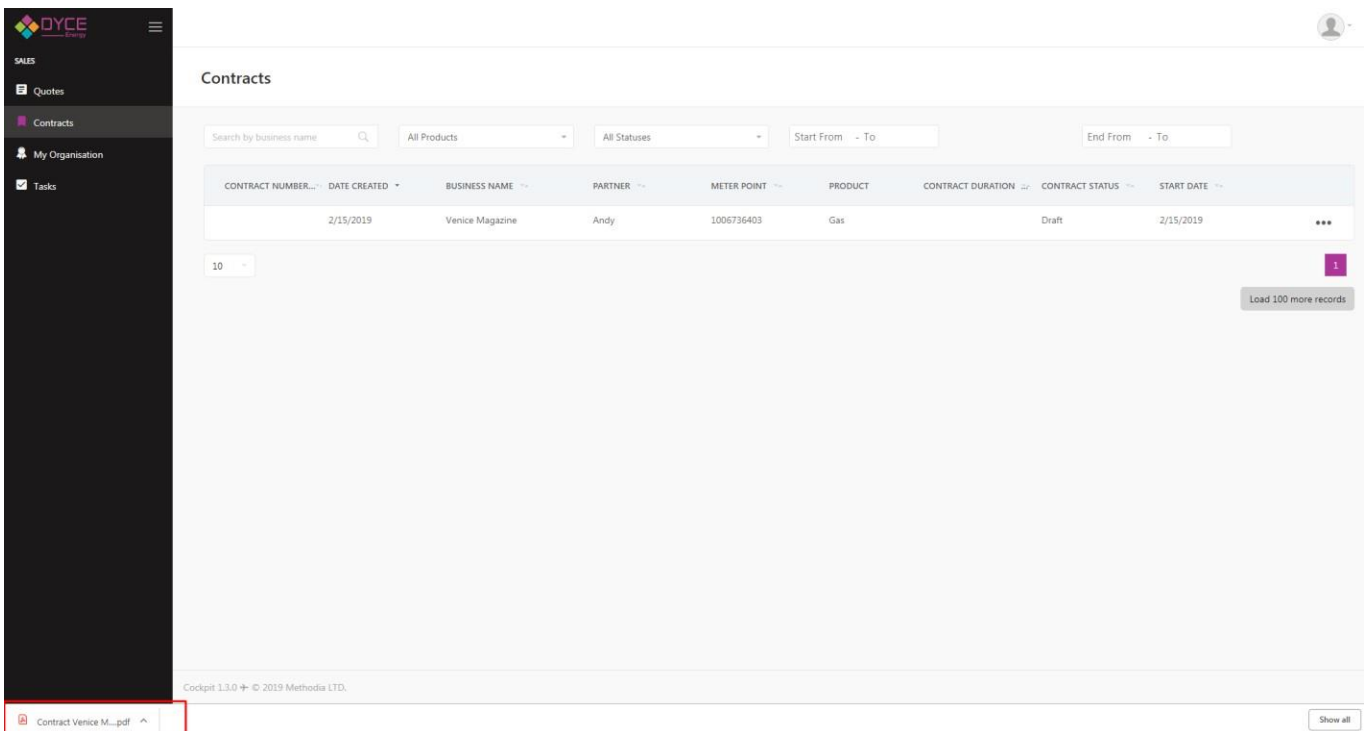 DYCE
Energy
SALES
Quotes
Contracts
My Organisation
Tasks
Contracts
Search by business name
All Products
All Statuses
Start From - To
End From - To
CONTRACT NUMBER... DATE CREATED BUSINESS NAME PARTNER METER POINT PRODUCT CONTRACT DURATION CONTRACT STATUS START DATE
2/15/2019 Venice Magazine Andy 1006736403 Gas Draft 2/15/2019 •••
10
1
Load 100 more records
Cockpit 1.3.0 © 2019 Methodia LTD.
Contract Venice M....pdf
Show all